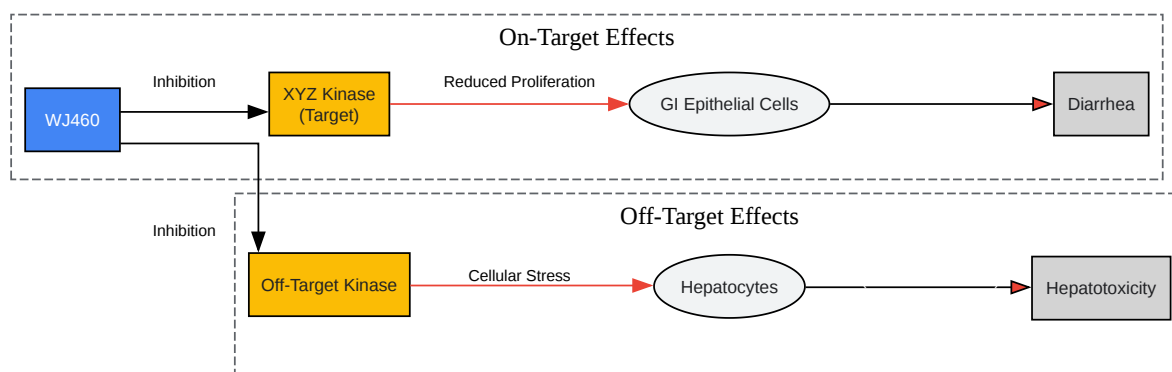 On-Target Effects
WJ460
Inhibition
XYZ Kinase
(Target)
Reduced Proliferation
GI Epithelial Cells
Diarrhea
Off-Target Effects
Inhibition
Off-Target Kinase
Cellular Stress
Hepatocytes
Hepatotoxicity